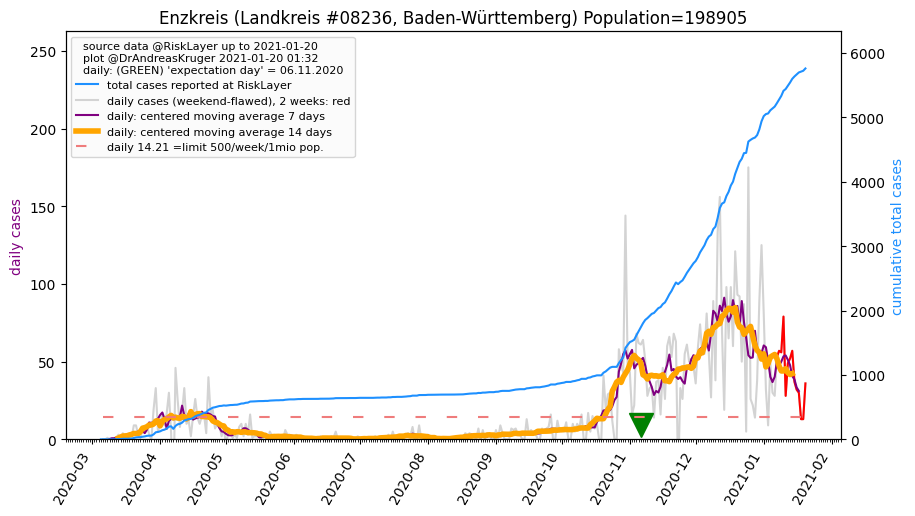 Enzkreis (Landkreis #08236, Baden-Württemberg) Population=198905
source data @RiskLayer up to 2021-01-20
plot @DrAndreasKruger 2021-01-20 01:32
daily: (GREEN) 'expectation day' = 06.11.2020
total cases reported at RiskLayer
daily cases (weekend-flawed), 2 weeks: red
daily: centered moving average 7 days
daily: centered moving average 14 days
daily 14.21 =limit 500/week/1mio pop.
daily cases
250
200
150
100
50
0
cumulative total cases
6000
5000
4000
3000
2000
1000
0
2020-03
2020-04
2020-05
2020-06
2020-07
2020-08
2020-09
2020-10
2020-11
2020-12
2021-01
2021-02